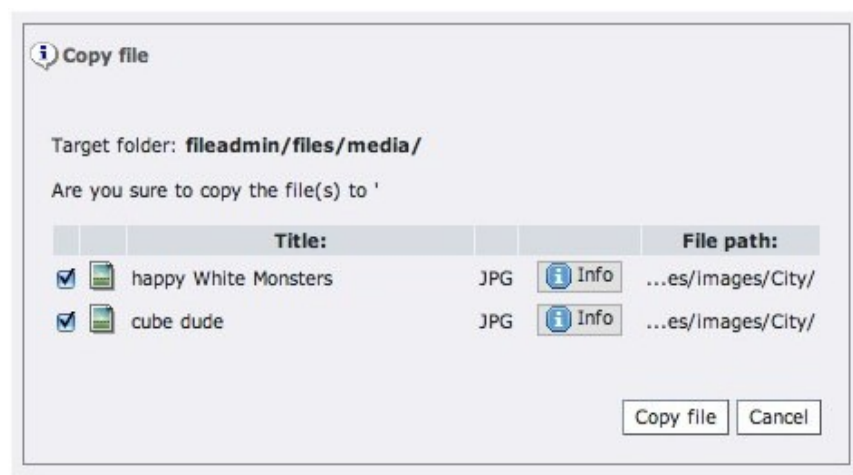 Copy file
Target folder: fileadmin/files/media/
Are you sure to copy the file(s) to '
Title: File path:
happy White Monsters JPG Info ...es/images/City/
cube dude JPG Info ...es/images/City/
Copy file Cancel